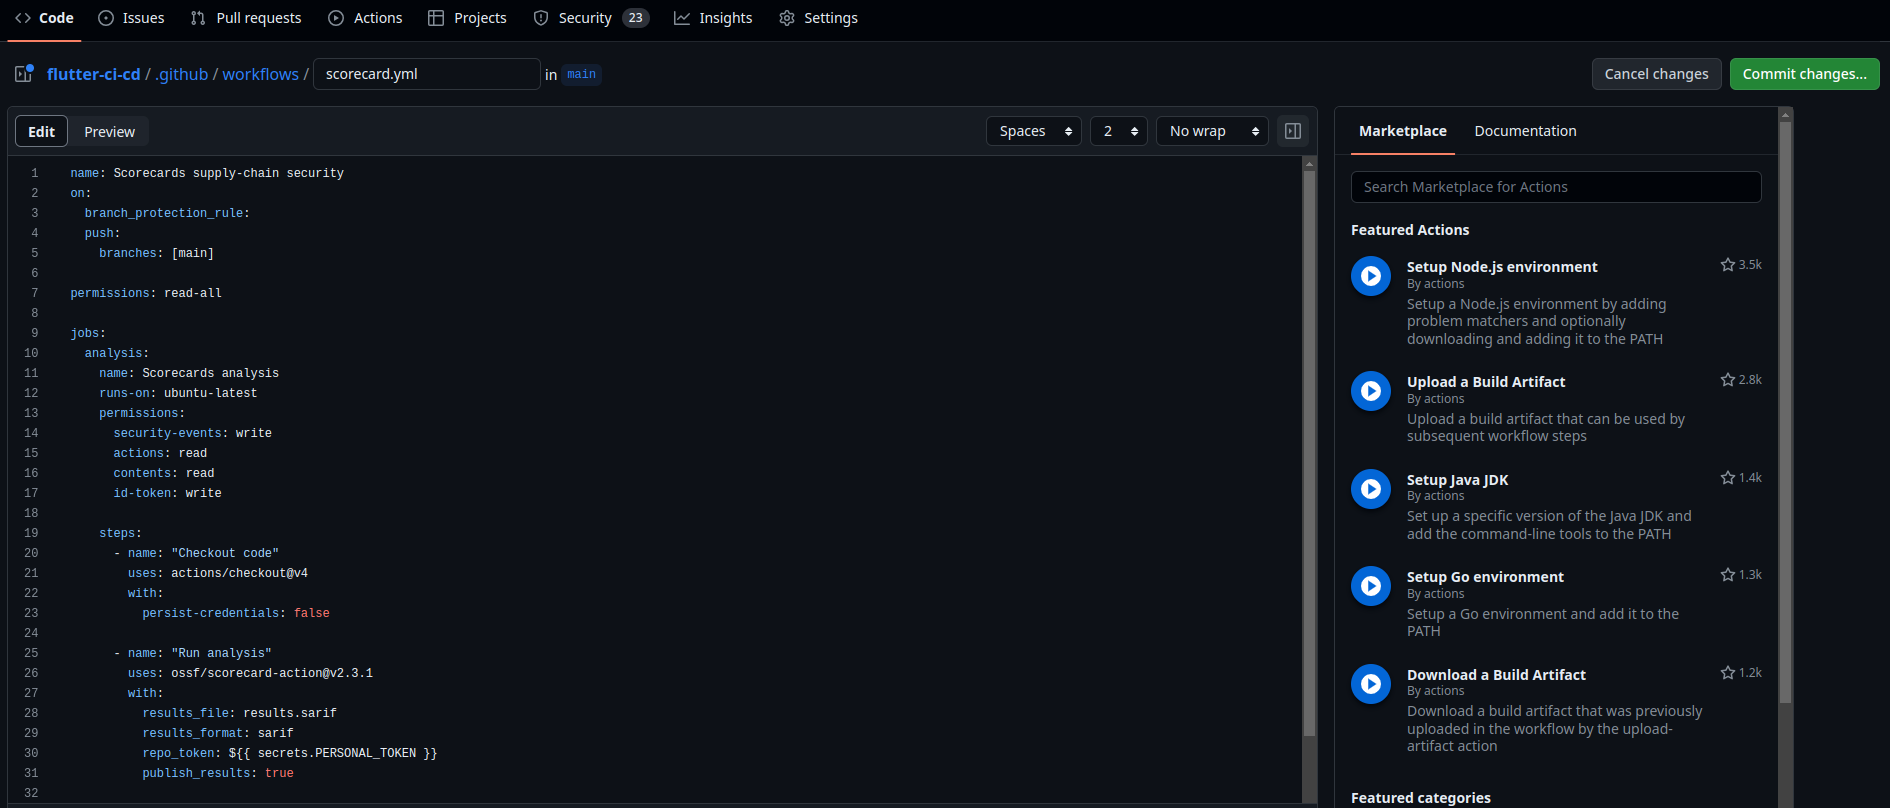 Code Issues Pull requests Actions Projects Security 23 Insights Settings
flutter-ci-cd / .github / workflows / scorecard.yml in main Cancel changes Commit changes...
Edit Preview Spaces 2 No wrap
1 name: Scorecards supply-chain security
2 on:
3 branch_protection_rule:
4 push:
5 branches: [main]
6
7 permissions: read-all
8
9 jobs:
10 analysis:
11 name: Scorecards analysis
12 runs-on: ubuntu-latest
13 permissions:
14 security-events: write
15 actions: read
16 contents: read
17 id-token: write
18
19 steps:
20 - name: "Checkout code"
21 uses: actions/checkout@v4
22 with:
23 persist-credentials: false
24
25 - name: "Run analysis"
26 uses: ossf/scorecard-action@v2.3.1
27 with:
28 results_file: results.sarif
29 results_format: sarif
30 repo_token: ${{ secrets.PERSONAL_TOKEN }}
31 publish_results: true
32
Marketplace Documentation
Search Marketplace for Actions
Featured Actions
Setup Node.js environment 3.5k
By actions
Setup a Node.js environment by adding
problem matchers and optionally
downloading and adding it to the PATH
Upload a Build Artifact 2.8k
By actions
Upload a build artifact that can be used by
subsequent workflow steps
Setup Java JDK 1.4k
By actions
Set up a specific version of the Java JDK and
add the command-line tools to the PATH
Setup Go environment 1.3k
By actions
Setup a Go environment and add it to the
PATH
Download a Build Artifact 1.2k
By actions
Download a build artifact that was previously
uploaded in the workflow by the upload-
artifact action
Featured categories